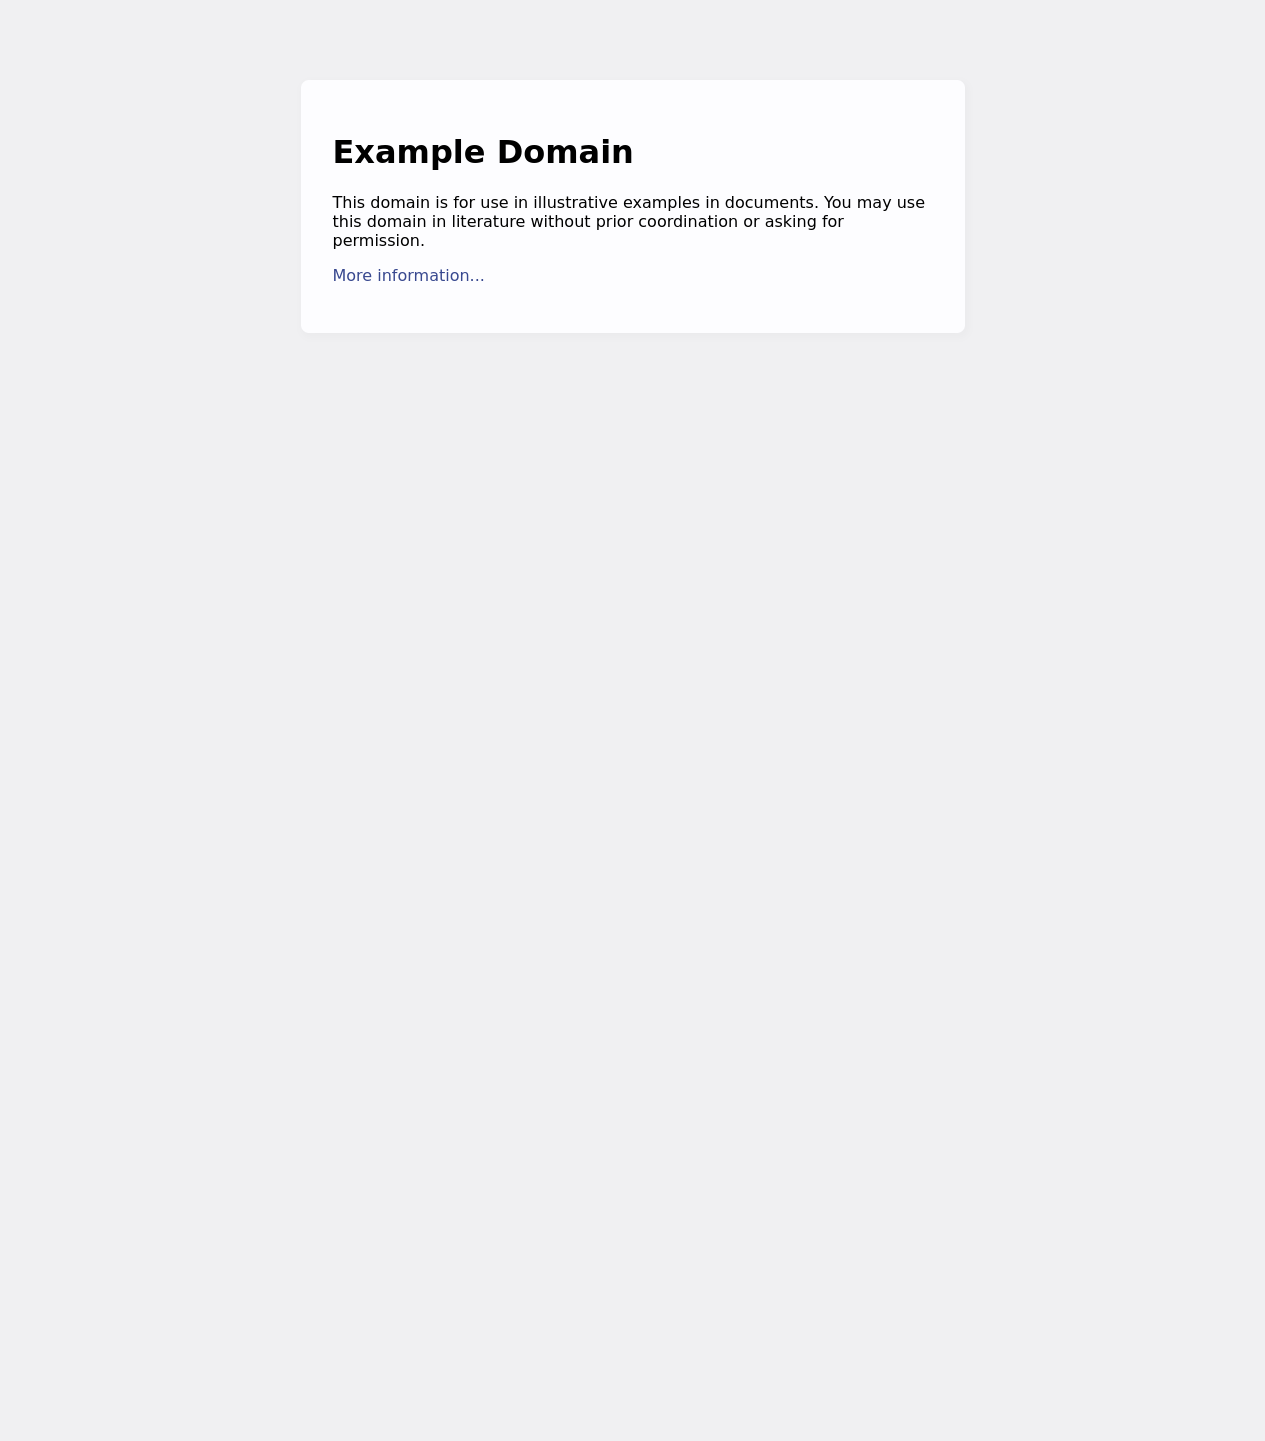 Example Domain
This domain is for use in illustrative examples in documents. You may use
this domain in literature without prior coordination or asking for
permission.
More information...